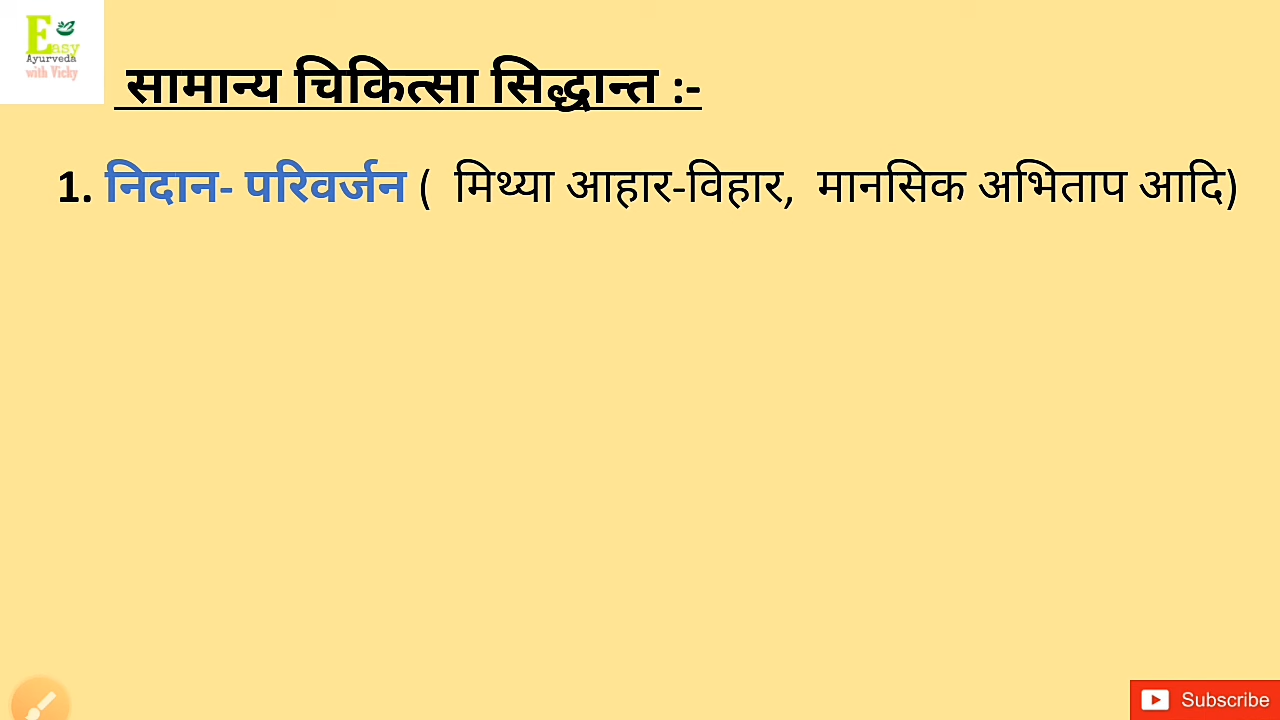 Easy
Ayurveda
with Vicky
सामान्य चिकित्सा सिद्धान्त :-
1. निदान- परिवर्जन ( मिथ्या आहार-विहार, मानसिक अभिताप आदि)
Subscribe